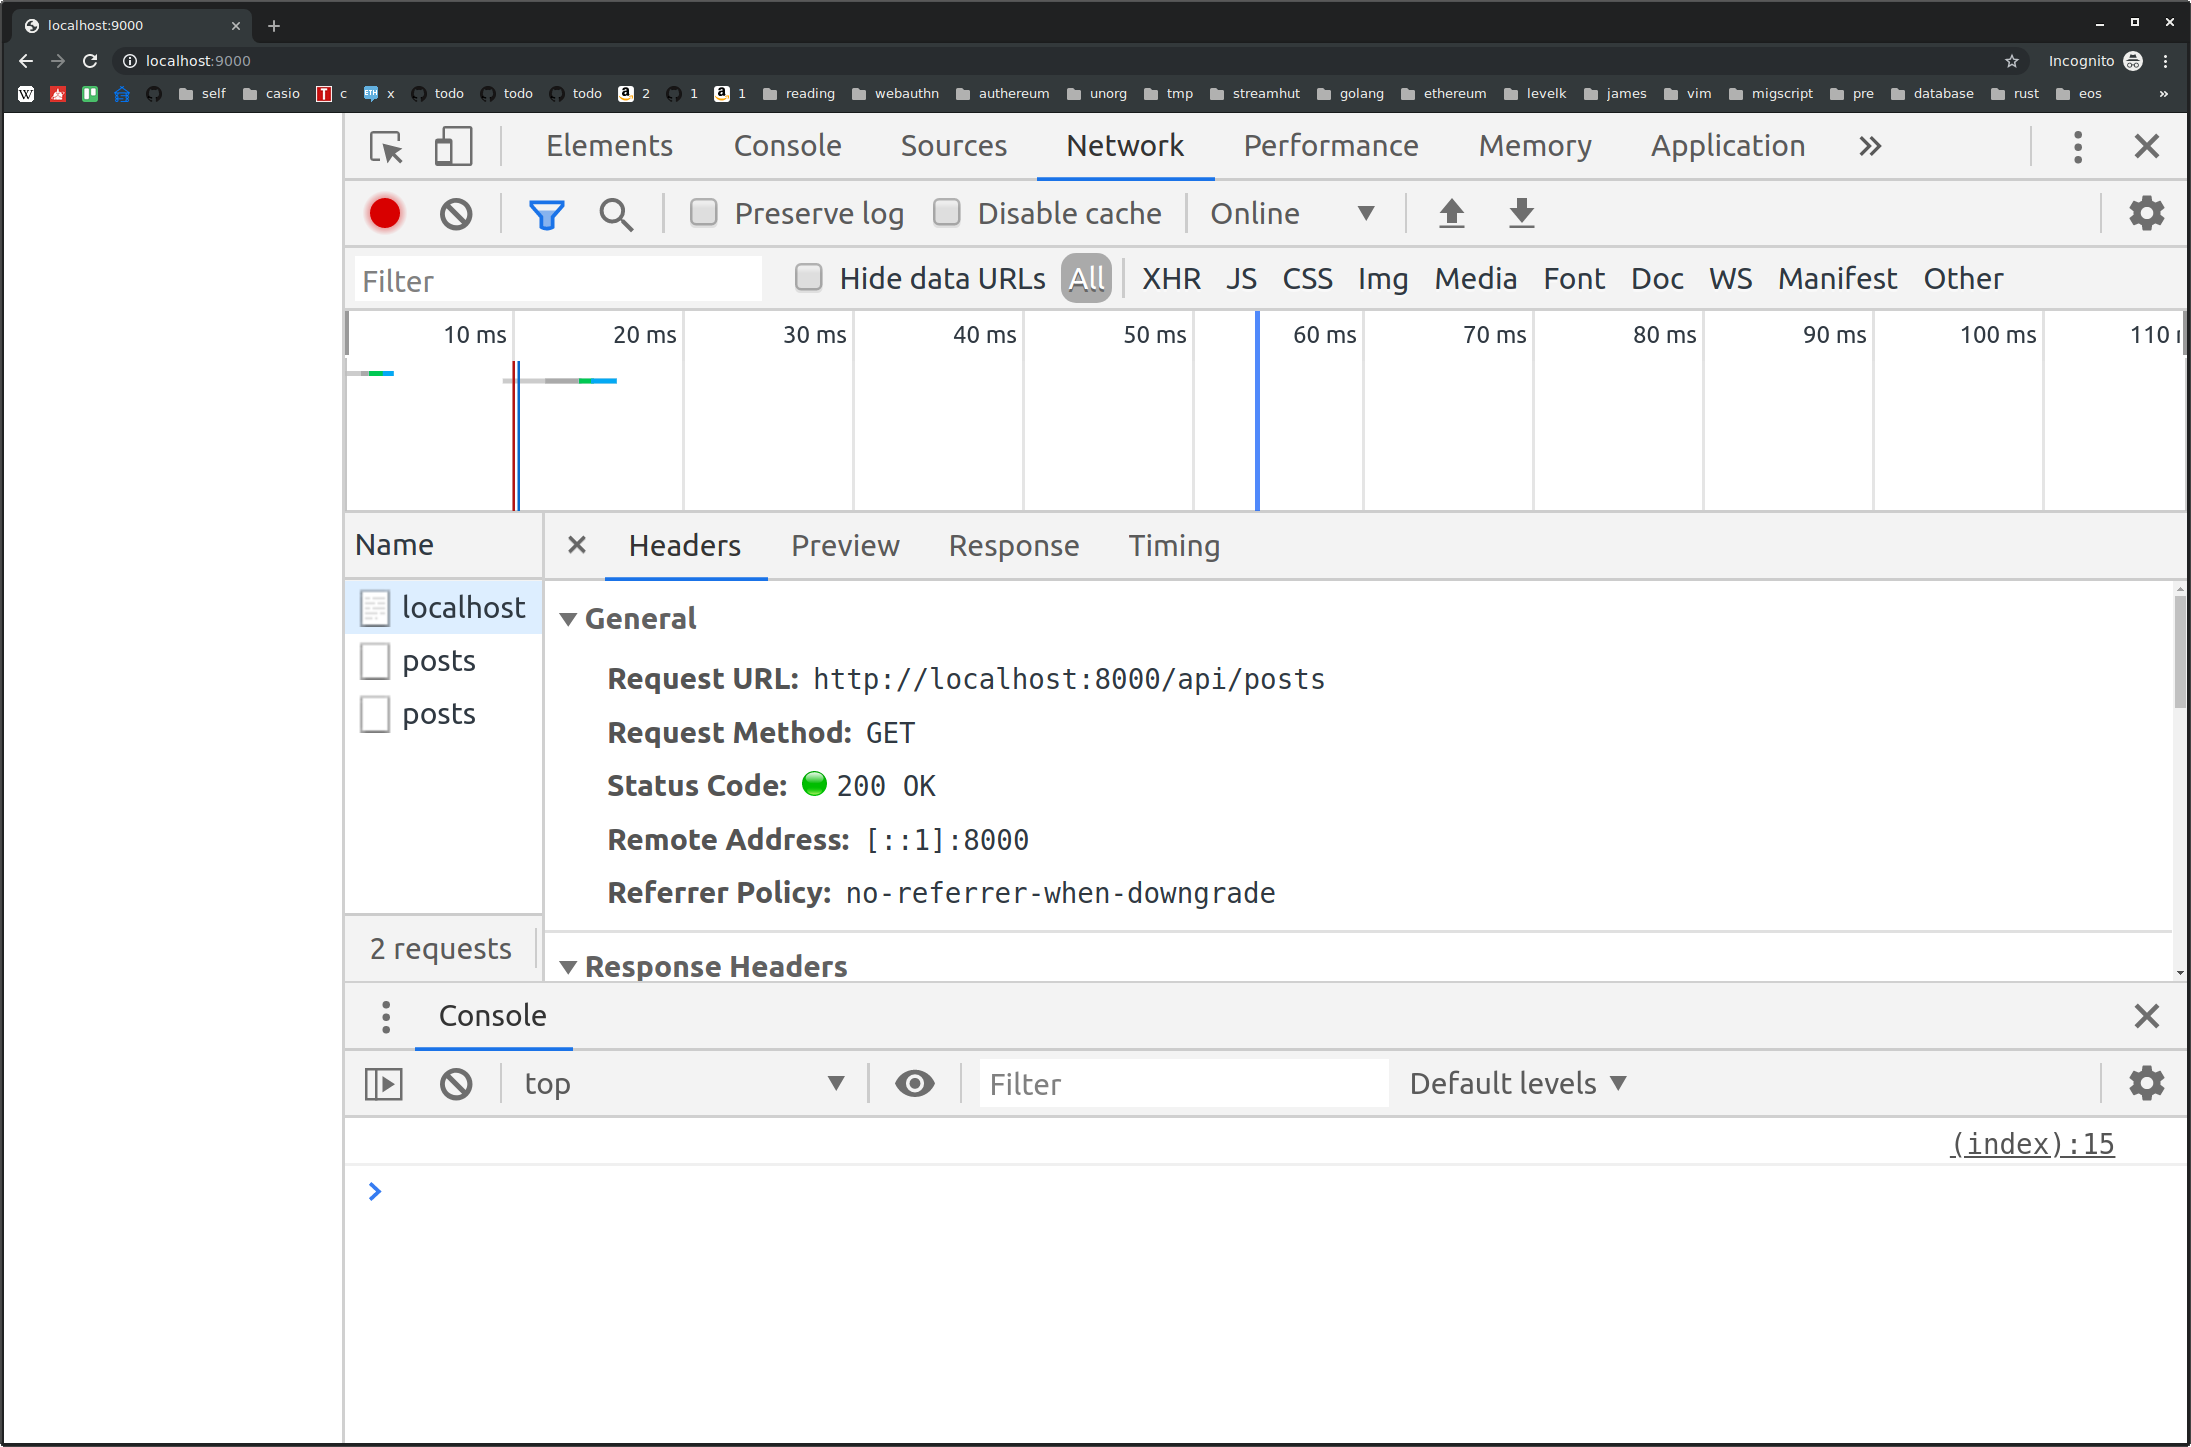 localhost:9000
localhost:9000 Incognito
W self casio T c ETH x todo todo todo a 2 1 a 1 reading webauthn authereum unorg tmp streamhut golang ethereum levelk james vim migscript pre database rust eos »
Elements Console Sources Network Performance Memory Application
Preserve log Disable cache Online
Filter Hide data URLs All XHR JS CSS Img Media Font Doc WS Manifest Other
10 ms 20 ms 30 ms 40 ms 50 ms 60 ms 70 ms 80 ms 90 ms 100 ms 110
Name Headers Preview Response Timing
localhost
posts
posts
2 requests
General
Request URL: http://localhost:8000/api/posts
Request Method: GET
Status Code: 200 OK
Remote Address: [::1]:8000
Referrer Policy: no-referrer-when-downgrade
Response Headers
Console
top Filter Default levels
(index):15